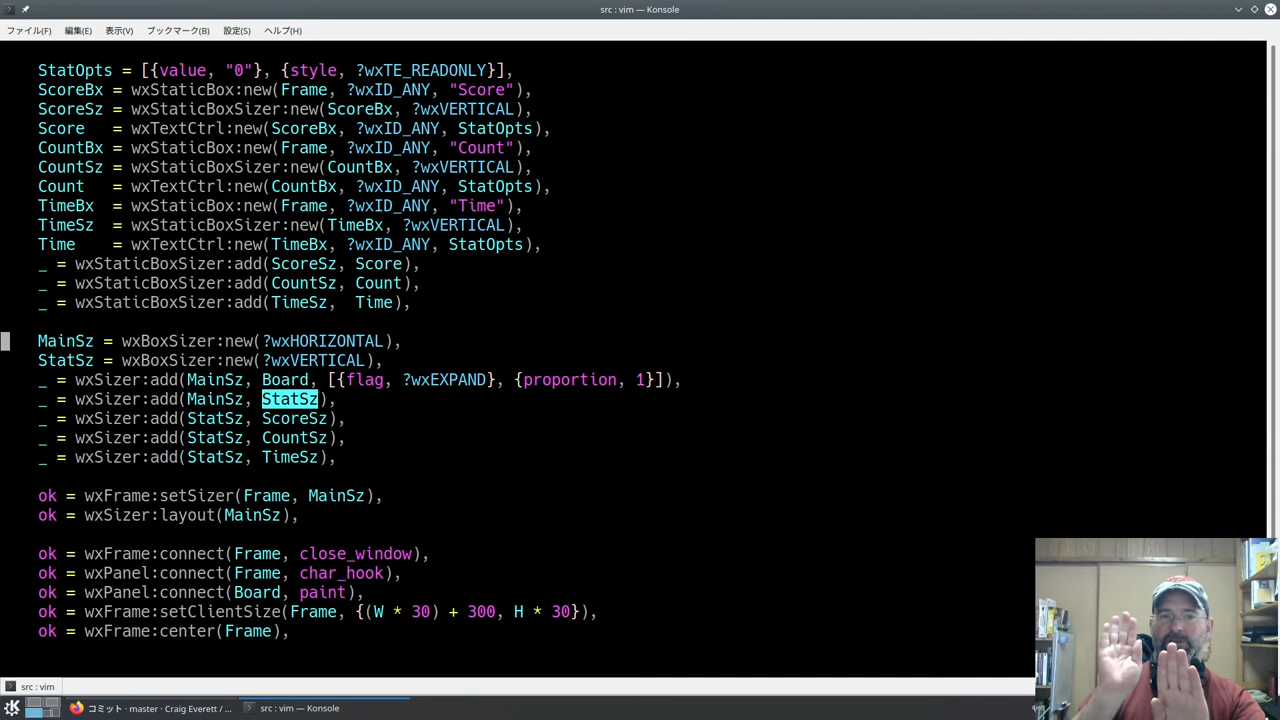 src : vim — Konsole
ファイル(F) 編集(E) 表示(V) ブックマーク(B) 設定(S) ヘルプ(H)
StatOpts = [{value, "0"}, {style, ?wxTE_READONLY}],
ScoreBx = wxStaticBox:new(Frame, ?wxID_ANY, "Score"),
ScoreSz = wxStaticBoxSizer:new(ScoreBx, ?wxVERTICAL),
Score   = wxTextCtrl:new(ScoreBx, ?wxID_ANY, StatOpts),
CountBx = wxStaticBox:new(Frame, ?wxID_ANY, "Count"),
CountSz = wxStaticBoxSizer:new(CountBx, ?wxVERTICAL),
Count   = wxTextCtrl:new(CountBx, ?wxID_ANY, StatOpts),
TimeBx  = wxStaticBox:new(Frame, ?wxID_ANY, "Time"),
TimeSz  = wxStaticBoxSizer:new(TimeBx, ?wxVERTICAL),
Time    = wxTextCtrl:new(TimeBx, ?wxID_ANY, StatOpts),
_ = wxStaticBoxSizer:add(ScoreSz, Score),
_ = wxStaticBoxSizer:add(CountSz, Count),
_ = wxStaticBoxSizer:add(TimeSz,  Time),
MainSz = wxBoxSizer:new(?wxHORIZONTAL),
StatSz = wxBoxSizer:new(?wxVERTICAL),
_ = wxSizer:add(MainSz, Board, [{flag, ?wxEXPAND}, {proportion, 1}]),
_ = wxSizer:add(MainSz, StatSz),
_ = wxSizer:add(StatSz, ScoreSz),
_ = wxSizer:add(StatSz, CountSz),
_ = wxSizer:add(StatSz, TimeSz),
ok = wxFrame:setSizer(Frame, MainSz),
ok = wxSizer:layout(MainSz),
ok = wxFrame:connect(Frame, close_window),
ok = wxPanel:connect(Frame, char_hook),
ok = wxPanel:connect(Board, paint),
ok = wxFrame:setClientSize(Frame, {(W * 30) + 300, H * 30}),
ok = wxFrame:center(Frame),
src : vim
コミット · master · Craig Everett / ... src : vim — Konsole